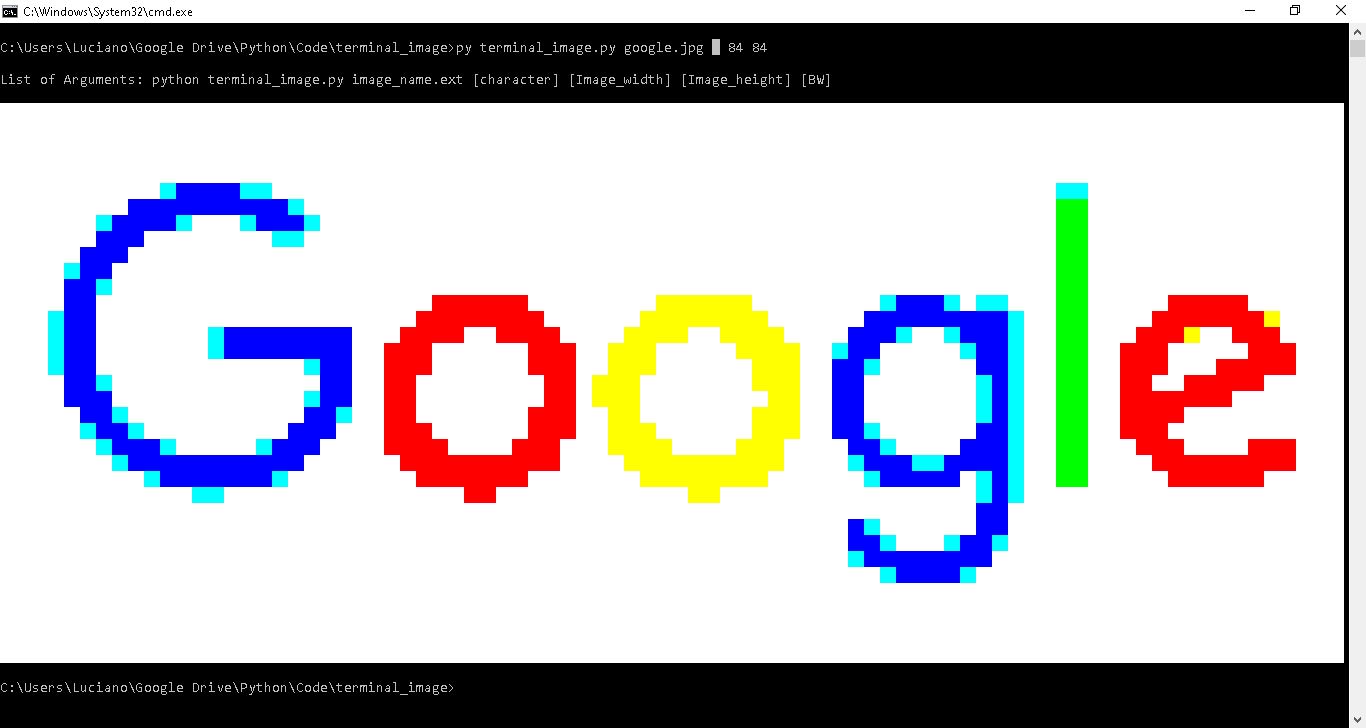 C:\Windows\System32\cmd.exe
C:\Users\Luciano\Google Drive\Python\Code\terminal_image>py terminal_image.py google.jpg █ 84 84
List of Arguments: python terminal_image.py image_name.ext [character] [Image_width] [Image_height] [BW]
Google
C:\Users\Luciano\Google Drive\Python\Code\terminal_image>